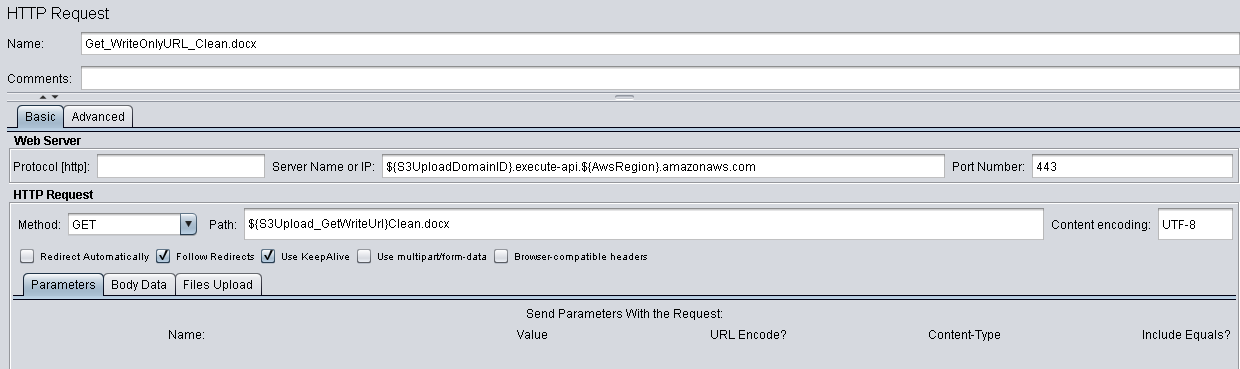 HTTP Request
Name: Get_WriteOnlyURL_Clean.docx
Comments:
Basic Advanced
Web Server
Protocol [http]: Server Name or IP: ${S3UploadDomainID}.execute-api.${AwsRegion}.amazonaws.com Port Number: 443
HTTP Request
Method: GET Path: ${S3Upload_GetWriteUrl}Clean.docx Content encoding: UTF-8
Redirect Automatically Follow Redirects Use KeepAlive Use multipart/form-data Browser-compatible headers
Parameters Body Data Files Upload
Send Parameters With the Request:
Name: Value URL Encode? Content-Type Include Equals?